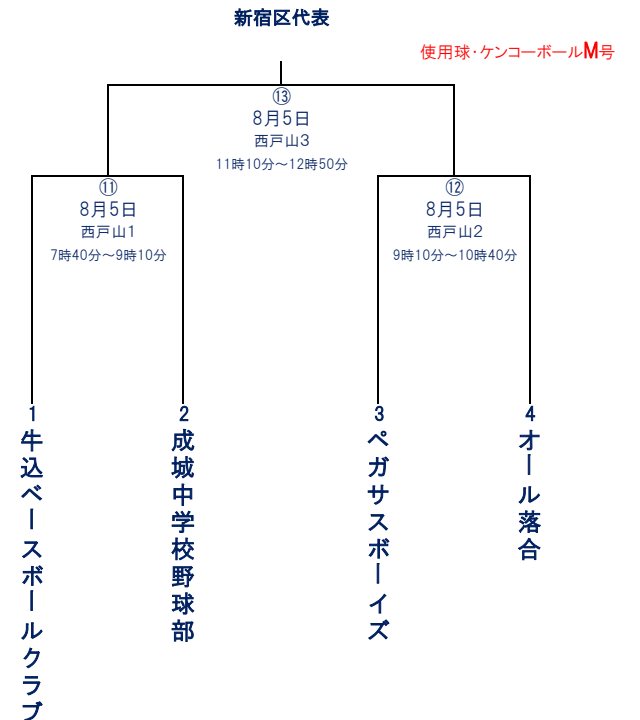 新宿区代表
使用球・ケンコーボールM号
⑬
8月5日
西戸山3
11時10分～12時50分
⑪
8月5日
西戸山1
7時40分～9時10分
⑫
8月5日
西戸山2
9時10分～10時40分
1
牛込ベースボールクラブ
2
成城中学校野球部
3
ペガサスボーイズ
4
オール落合